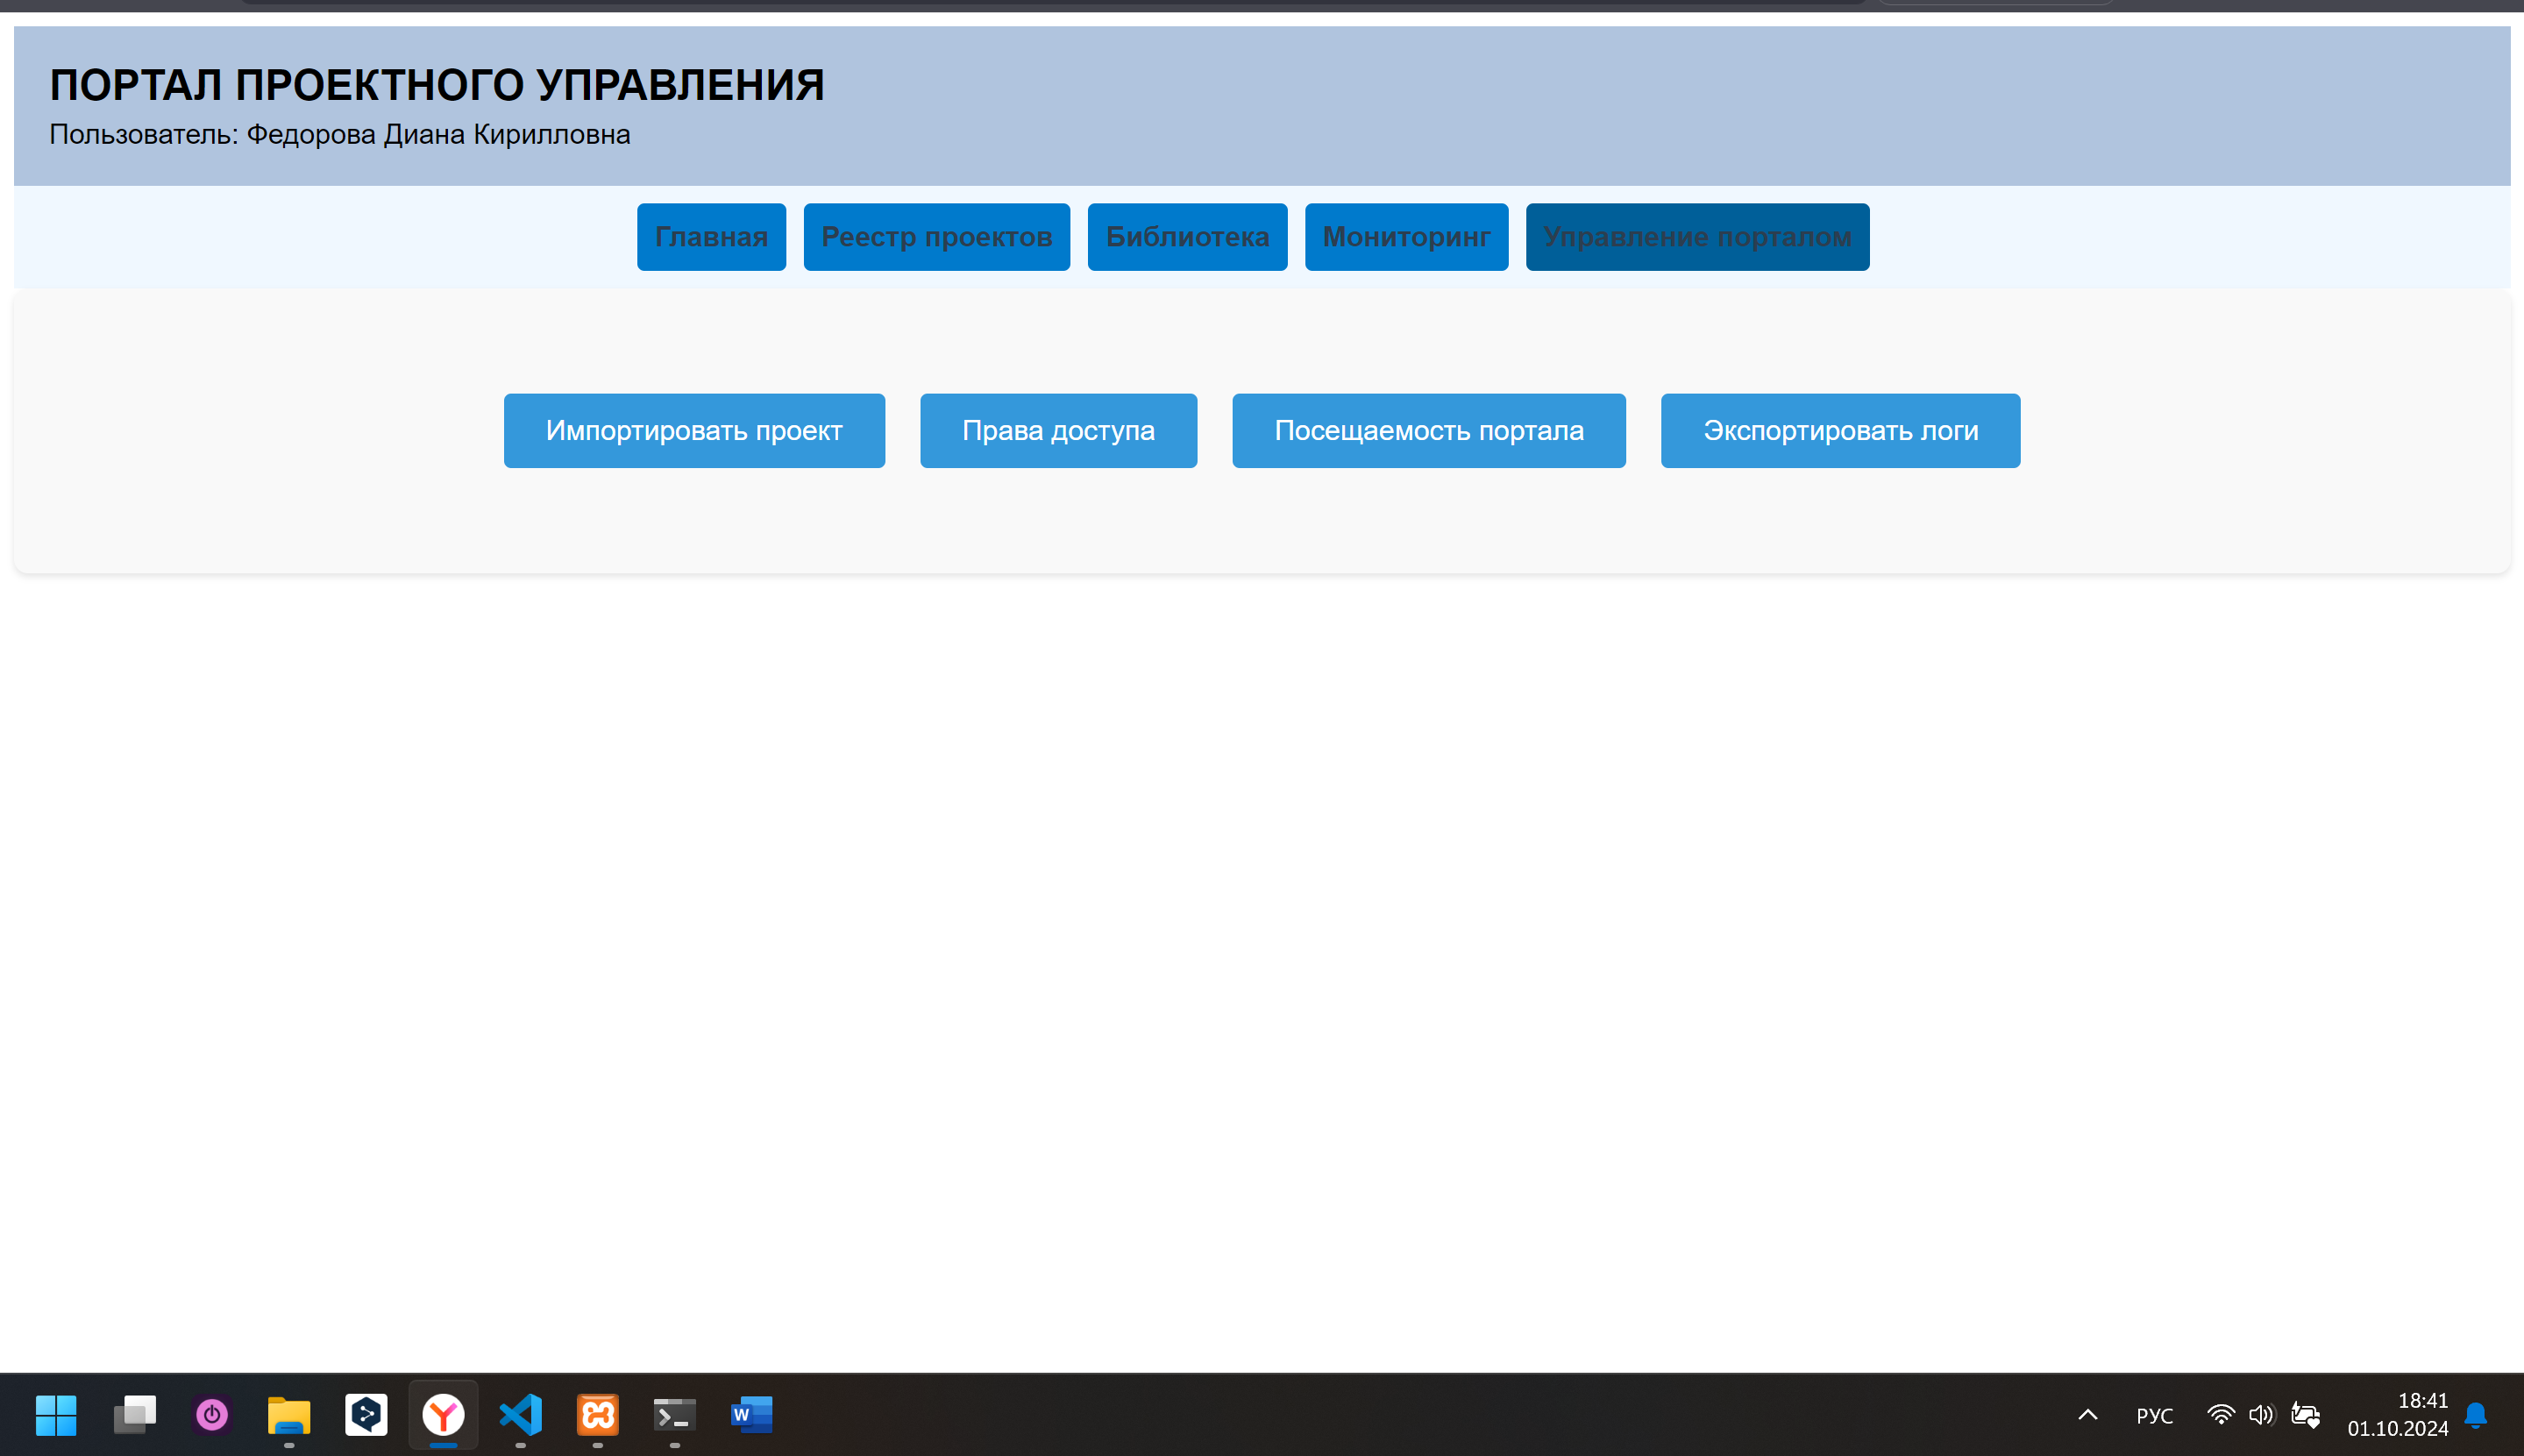 ПОРТАЛ ПРОЕКТНОГО УПРАВЛЕНИЯ
Пользователь: Федорова Диана Кирилловна
Главная Реестр проектов Библиотека Мониторинг Управление порталом
Импортировать проект Права доступа Посещаемость портала Экспортировать логи
W
РУС
18:41
01.10.2024